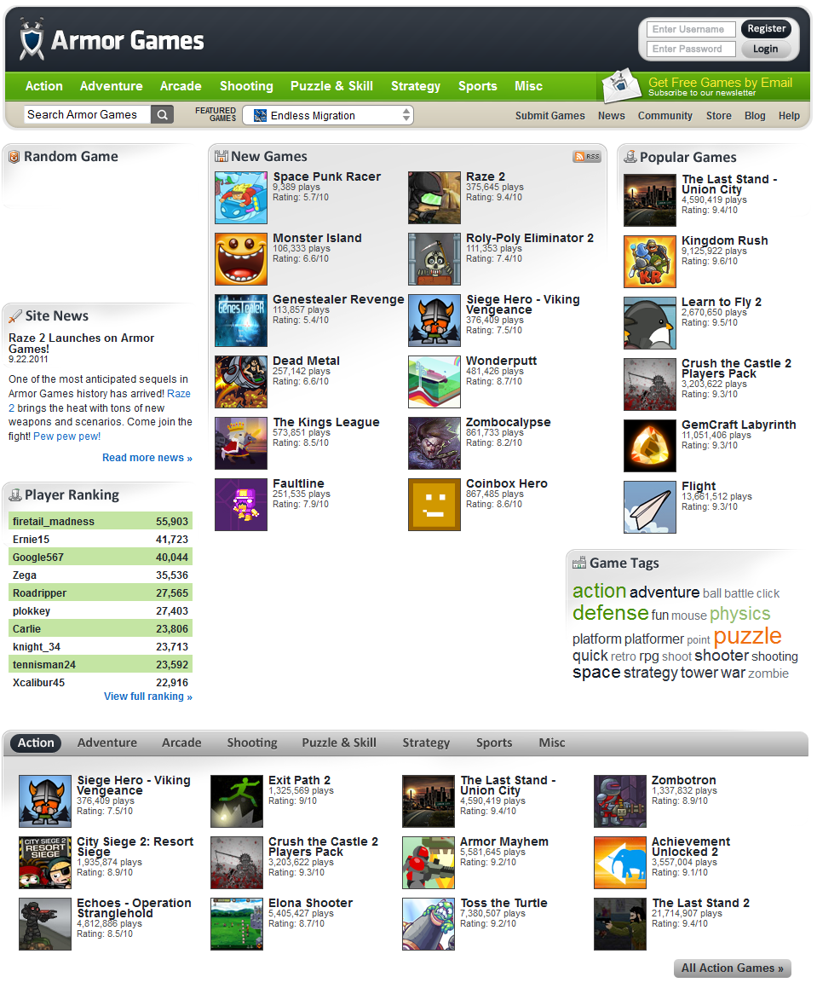 Armor Games
Enter Username
Register
Enter Password
Login
Action Adventure Arcade Shooting Puzzle & Skill Strategy Sports Misc
Get Free Games by Email
Subscribe to our newsletter
Search Armor Games
FEATURED
GAMES
Endless Migration
Submit Games News Community Store Blog Help
Random Game
Site News
Raze 2 Launches on Armor
Games!
9.22.2011
One of the most anticipated sequels in
Armor Games history has arrived! Raze
2 brings the heat with tons of new
weapons and scenarios. Come join the
fight! Pew pew pew!
Read more news »
Player Ranking
firetail_madness 55,903
Ernie15 41,723
Google567 40,044
Zega 35,536
Roadripper 27,565
plokkey 27,403
Carlie 23,806
knight_34 23,713
tennisman24 23,592
Xcalibur45 22,916
View full ranking »
New Games
RSS
Space Punk Racer
9,389 plays
Rating: 5.7/10
Raze 2
375,645 plays
Rating: 9.4/10
Monster Island
106,333 plays
Rating: 6.6/10
Roly-Poly Eliminator 2
111,353 plays
Rating: 7.4/10
GENESTEALER
Genestealer Revenge
113,857 plays
Rating: 5.4/10
Siege Hero - Viking
Vengeance
376,409 plays
Rating: 7.5/10
Dead Metal
257,142 plays
Rating: 6.6/10
Wonderputt
481,426 plays
Rating: 8.7/10
The Kings League
573,851 plays
Rating: 8.5/10
Zombocalypse
861,733 plays
Rating: 8.2/10
Faultline
251,535 plays
Rating: 7.9/10
Coinbox Hero
867,485 plays
Rating: 8.6/10
Popular Games
The Last Stand -
Union City
4,590,419 plays
Rating: 9.4/10
KR
Kingdom Rush
9,125,922 plays
Rating: 9.6/10
Learn to Fly 2
2,670,650 plays
Rating: 9.5/10
Crush the Castle 2
Players Pack
3,203,622 plays
Rating: 9.3/10
GemCraft Labyrinth
11,051,406 plays
Rating: 9.3/10
Flight
13,661,512 plays
Rating: 9.3/10
Game Tags
action adventure ball battle click
defense fun mouse physics
platform platformer point puzzle
quick retro rpg shoot shooter shooting
space strategy tower war zombie
Action Adventure Arcade Shooting Puzzle & Skill Strategy Sports Misc
Siege Hero - Viking
Vengeance
376,409 plays
Rating: 7.5/10
Exit Path 2
1,325,569 plays
Rating: 9/10
The Last Stand -
Union City
4,590,419 plays
Rating: 9.4/10
Zombotron
1,337,832 plays
Rating: 8.9/10
CITY SIEGE 2
RESORT
SIEGE
City Siege 2: Resort
Siege
1,935,874 plays
Rating: 8.9/10
Crush the Castle 2
Players Pack
3,203,622 plays
Rating: 9.3/10
Armor Mayhem
5,581,645 plays
Rating: 9.2/10
Achievement
Unlocked 2
3,557,004 plays
Rating: 9.1/10
Echoes - Operation
Stranglehold
4,812,886 plays
Rating: 8.5/10
Elona Shooter
5,405,427 plays
Rating: 8.7/10
Toss the Turtle
7,380,507 plays
Rating: 9.2/10
The Last Stand 2
21,714,907 plays
Rating: 9.4/10
All Action Games »